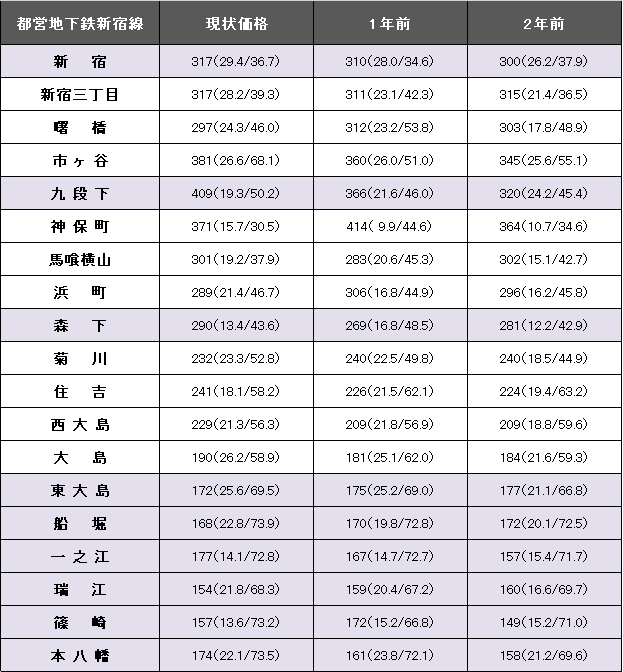 都営地下鉄新宿線 現状価格 1年前 2年前
新宿 317(29.4/36.7) 310(28.0/34.6) 300(26.2/37.9)
新宿三丁目 317(28.2/39.3) 311(23.1/42.3) 315(21.4/36.5)
曙橋 297(24.3/46.0) 312(23.2/53.8) 303(17.8/48.9)
市ヶ谷 381(26.6/68.1) 360(26.0/51.0) 345(25.6/55.1)
九段下 409(19.3/50.2) 366(21.6/46.0) 320(24.2/45.4)
神保町 371(15.7/30.5) 414( 9.9/44.6) 364(10.7/34.6)
馬喰横山 301(19.2/37.9) 283(20.6/45.3) 302(15.1/42.7)
浜町 289(21.4/46.7) 306(16.8/44.9) 296(16.2/45.8)
森下 290(13.4/43.6) 269(16.8/48.5) 281(12.2/42.9)
菊川 232(23.3/52.8) 240(22.5/49.8) 240(18.5/44.9)
住吉 241(18.1/58.2) 226(21.5/62.1) 224(19.4/63.2)
西大島 229(21.3/56.3) 209(21.8/56.9) 209(18.8/59.6)
大島 190(26.2/58.9) 181(25.1/62.0) 184(21.6/59.3)
東大島 172(25.6/69.5) 175(25.2/69.0) 177(21.1/66.8)
船堀 168(22.8/73.9) 170(19.8/72.8) 172(20.1/72.5)
一之江 177(14.1/72.8) 167(14.7/72.7) 157(15.4/71.7)
瑞江 154(21.8/68.3) 159(20.4/67.2) 160(16.6/69.7)
篠崎 157(13.6/73.2) 172(15.2/66.8) 149(15.2/71.0)
本八幡 174(22.1/73.5) 161(23.8/72.1) 158(21.2/69.6)